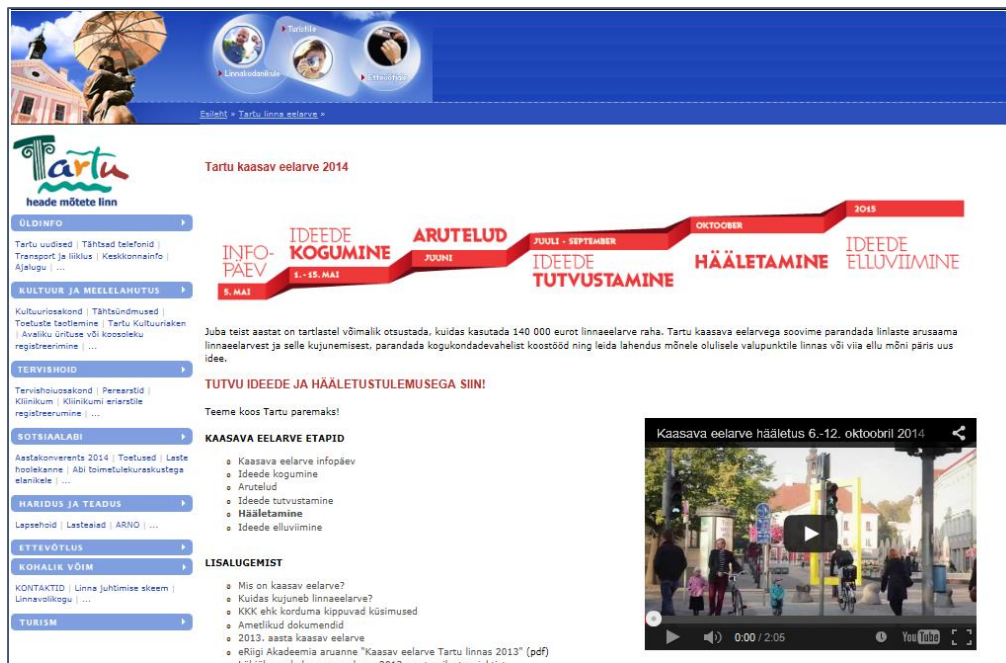 Turistile
Linnakodanikule
Ettevõtjale
Esileht » Tartu linna eelarve »
Tartu
heade mõtete linn
ÜLDINFO
Tartu uudised | Tähtsad telefonid |
Transport ja liiklus | Keskkonnainfo |
Ajalugu | ...
KULTUUR JA MEELELAHUTUS
Kultuuriosakond | Tähtsündmused |
Toetuste taotlemine | Tartu Kultuuriaken
| Avaliku ürituse või koosoleku
registreerimine | ...
TERVISHOID
Tervishoiuosakond | Perearstid |
Kliinikum | Kliinikumi eriarstile
registreerumine | ...
SOTSIAALABI
Aastakonverents 2014 | Toetused | Laste
hoolekanne | Abi toimetulekuraskustega
elanikele | ...
HARIDUS JA TEADUS
Lapsehoid | Lasteaiad | ARNO | ...
ETTEVÕTLUS
KOHALIK VÕIM
KONTAKTID | Linna juhtimise skeem |
Linnavolikogu | ...
TURISM
Tartu kaasav eelarve 2014
INFO-
PÄEV
5. MAI
IDEEDE
KOGUMINE
1. - 15. MAI
ARUTELUD
JUUNI
JUULI - SEPTEMBER
IDEEDE
TUTVUSTAMINE
OKTOOBER
HÄÄLETAMINE
2015
IDEEDE
ELLUVIIMINE
Juba teist aastat on tartlastel võimalik otsustada, kuidas kasutada 140 000 eurot linnaeelarve raha. Tartu kaasava eelarvega soovime parandada linlaste arusaama
linnaeelarvest ja selle kujunemisest, parandada kogukondadevahelist koostööd ning leida lahendus mõnele olulisele valupunktile linnas või viia ellu mõni päris uus
idee.
TUTVU IDEEDE JA HÄÄLETUSTULEMUSEGA SIIN!
Teeme koos Tartu paremaks!
KAASAVA EELARVE ETAPID
Kaasava eelarve infopäev
Ideede kogumine
Arutelud
Ideede tutvustamine
Hääletamine
Ideede elluviimine
LISALUGEMIST
Mis on kaasav eelarve?
Kuidas kujuneb linnaeelarve?
KKK ehk korduma kippuvad küsimused
Ametlikud dokumendid
2013. aasta kaasav eelarve
eRiigi Akadeemia aruanne "Kaasav eelarve Tartu linnas 2013" (pdf)
Kaasava eelarve hääletus 6.-12. oktoobril 2014
0:00 / 2:05
YouTube